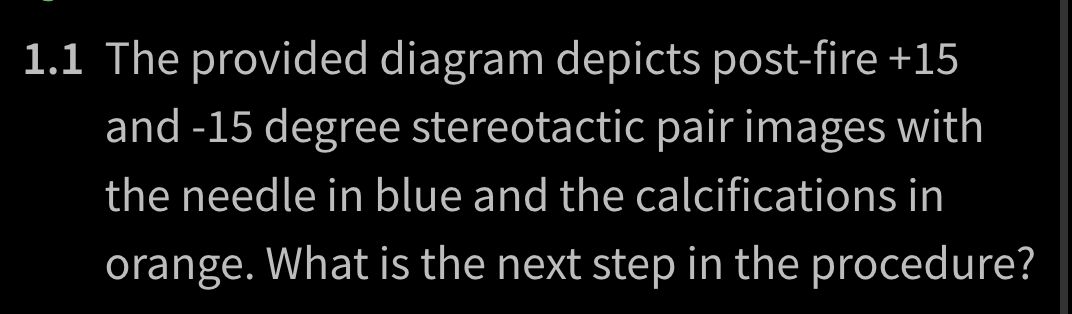 1.1 The provided diagram depicts post-fire +15
and -15 degree stereotactic pair images with
the needle in blue and the calcifications in
orange. What is the next step in the procedure?